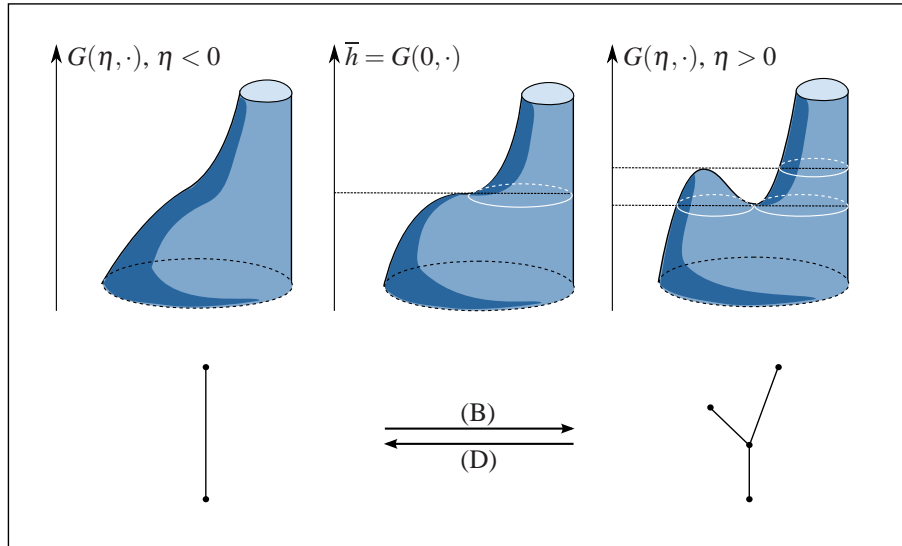 G(η,·), η < 0
h̅ = G(0,·)
G(η,·), η > 0
(B)
(D)